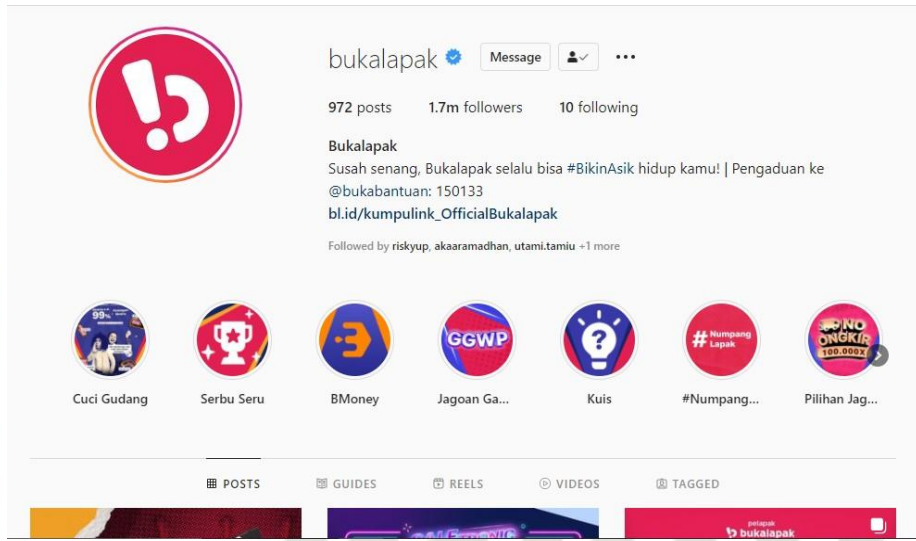 bukalapak
Message
972 posts 1.7m followers 10 following
Bukalapak
Susah senang, Bukalapak selalu bisa #BikinAsik hidup kamu! | Pengaduan ke
@bukabantuan: 150133
bl.id/kumpulink_OfficialBukalapak
Followed by riskyup, akaaramadhan, utami.tamiu +1 more
99%
GGWP
# Numpang
Lapak
NO
ONGKIR
100.000X
Cuci Gudang Serbu Seru BMoney Jagoan Ga... Kuis #Numpang... Pilihan Jag...
POSTS GUIDES REELS VIDEOS TAGGED
pelapak
bukalapak